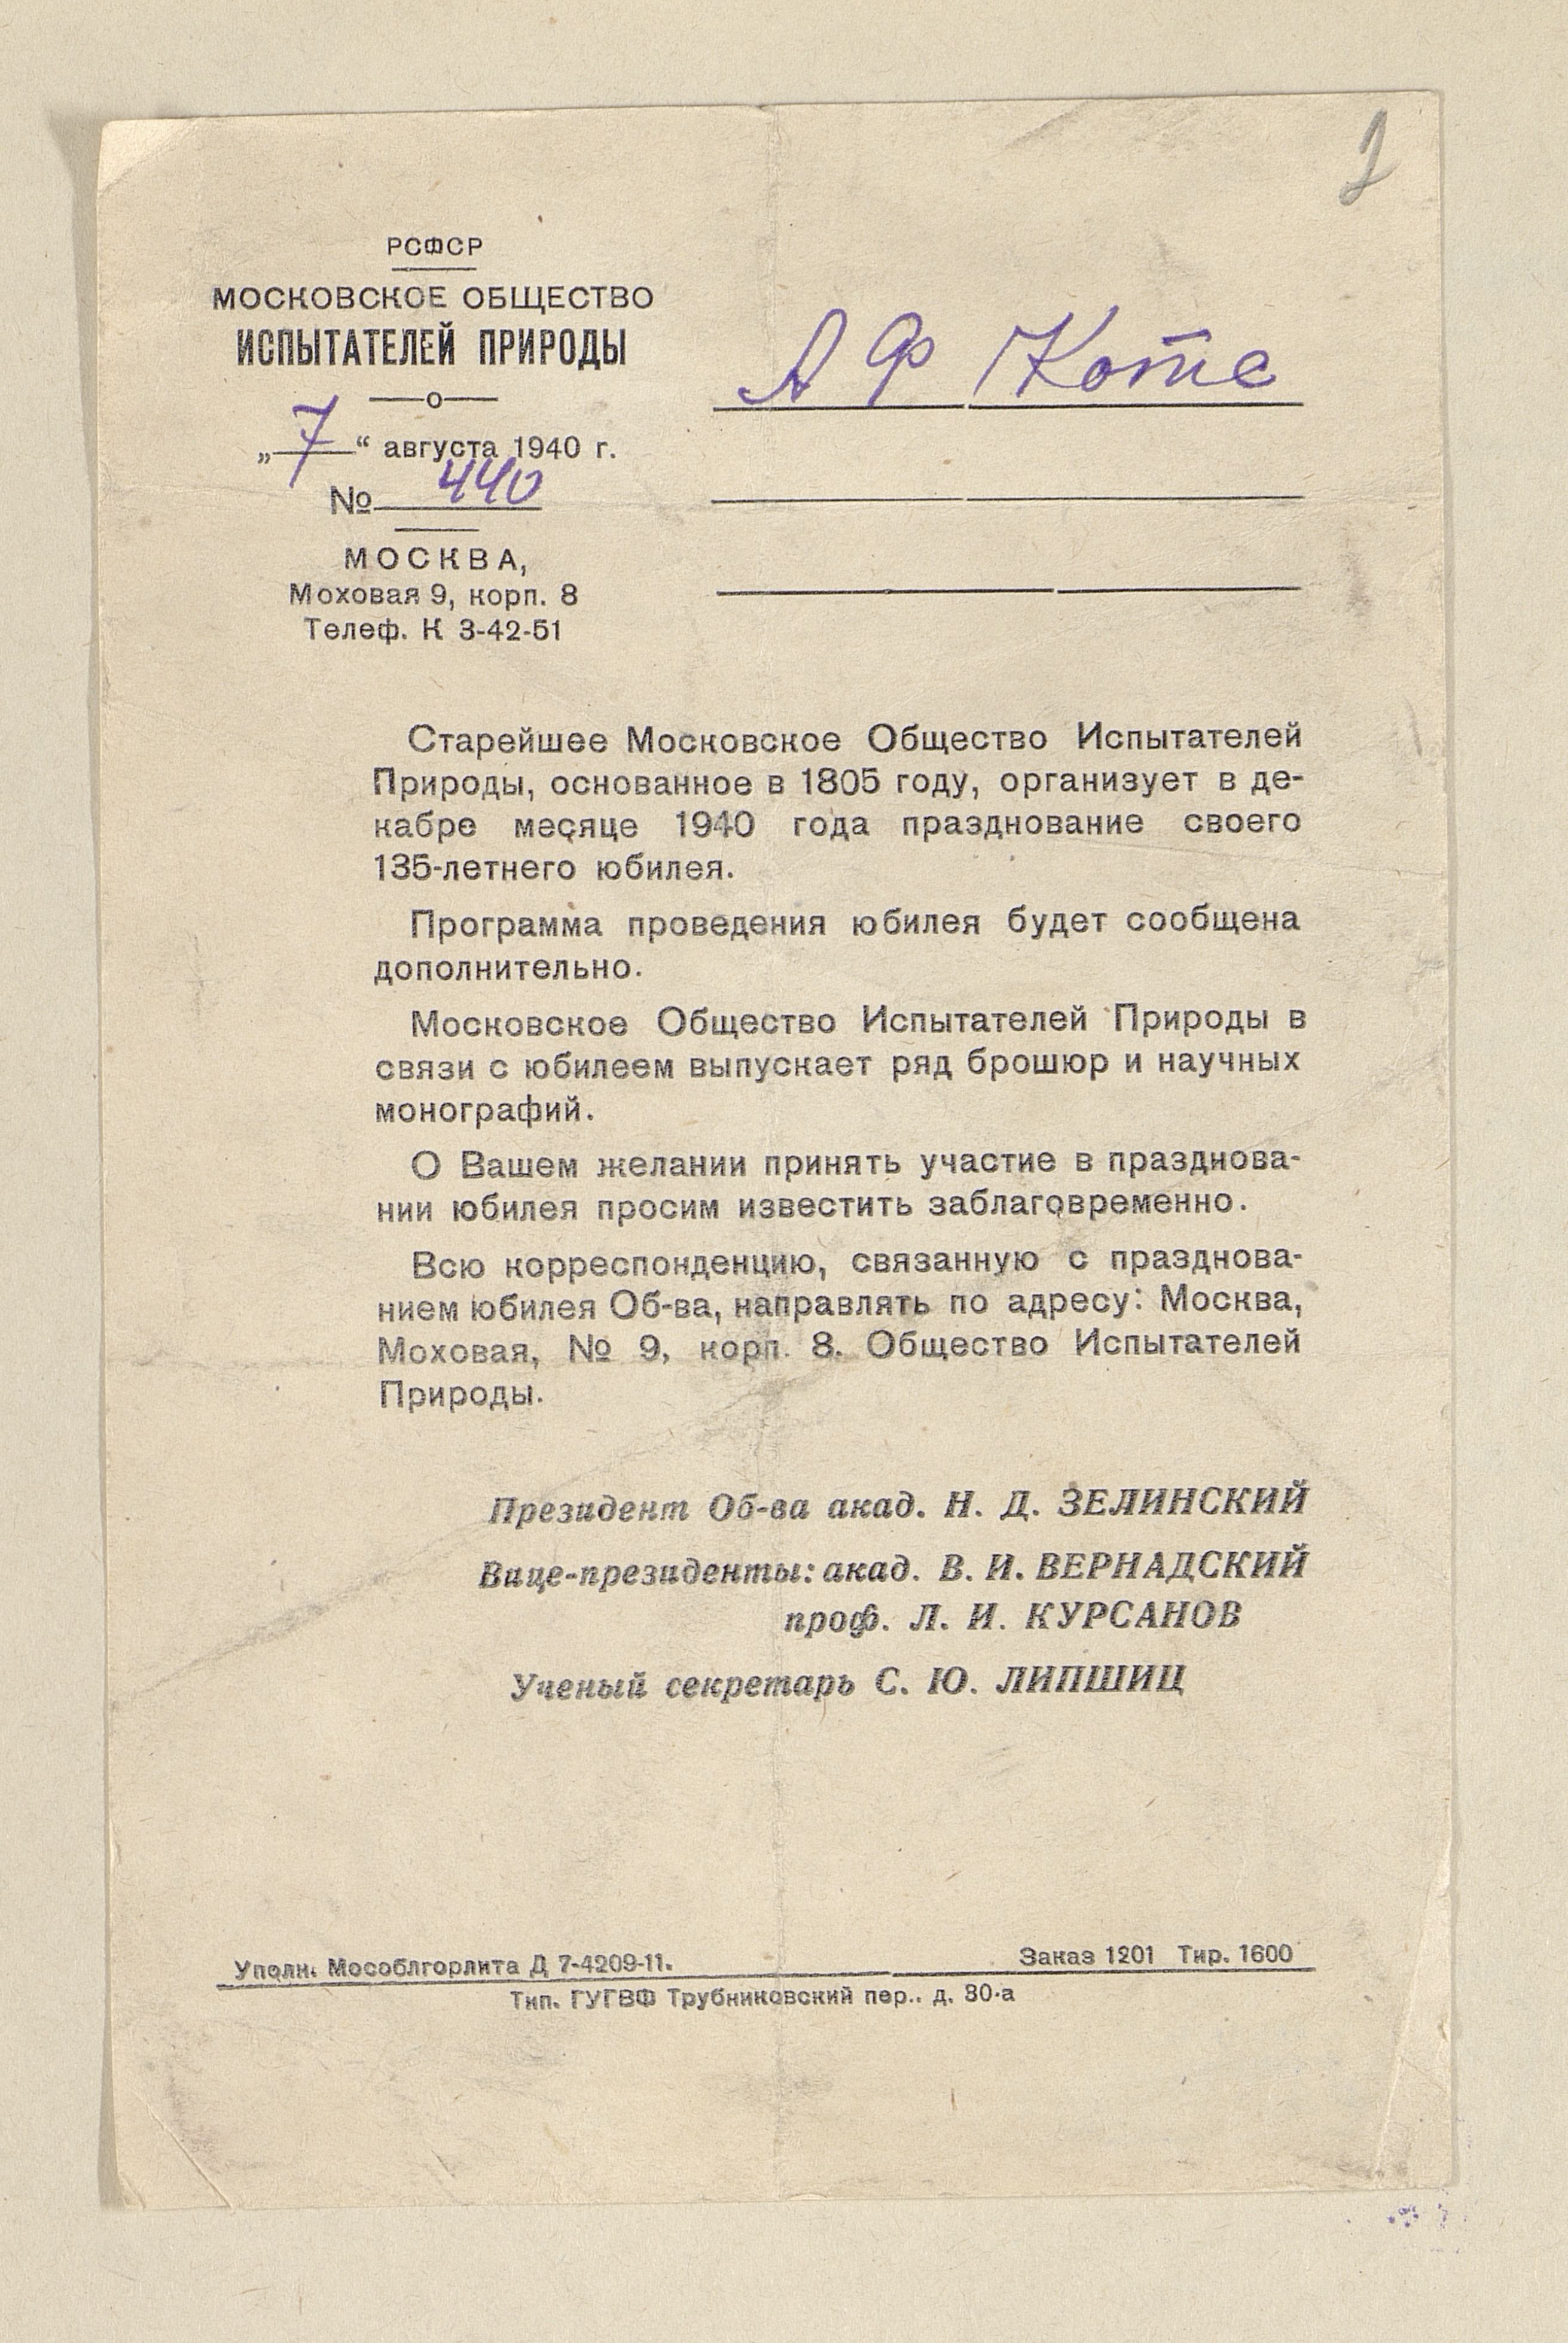 1
РСФСР
МОСКОВСКОЕ ОБЩЕСТВО
ИСПЫТАТЕЛЕЙ ПРИРОДЫ
А Ф Котс
„7“ августа 1940 г.
№ 440
МОСКВА,
Моховая 9, корп. 8
Телеф. К 3-42-51
Старейшее Московское Общество Испытателей
Природы, основанное в 1805 году, организует в де-
кабре месяце 1940 года празднование своего
135-летнего юбилея.
Программа проведения юбилея будет сообщена
дополнительно.
Московское Общество Испытателей Природы в
связи с юбилеем выпускает ряд брошюр и научных
монографий.
О Вашем желании принять участие в празднова-
нии юбилея просим известить заблаговременно.
Всю корреспонденцию, связанную с празднова-
нием юбилея Об-ва, направлять по адресу: Москва,
Моховая, № 9, корп. 8. Общество Испытателей
Природы.
Президент Об-ва акад. Н. Д. ЗЕЛИНСКИЙ
Вице-президенты: акад. В. И. ВЕРНАДСКИЙ
проф. Л. И. КУРСАНОВ
Ученый секретарь С. Ю. ЛИПШИЦ
Уполн. Мособлгорлита Д 7-4209-11. Заказ 1201 Тир. 1600
Тип. ГУГВФ Трубниковский пер.. д. 30-а